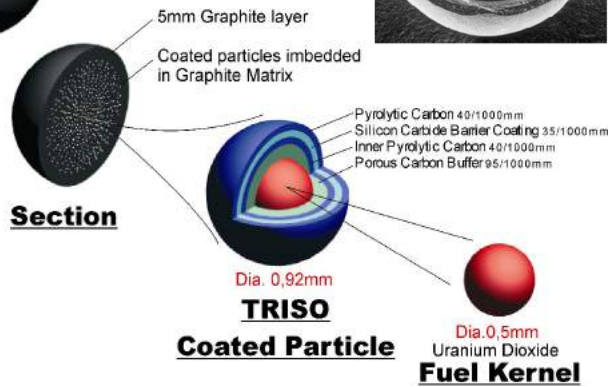 5mm Graphite layer
Coated particles imbedded
in Graphite Matrix
Pyrolytic Carbon 40/1000mm
Silicon Carbide Barrier Coating 35/1000mm
Inner Pyrolytic Carbon 40/1000mm
Porous Carbon Buffer 95/1000mm
Section
Dia. 0,92mm
TRISO
Coated Particle
Dia.0,5mm
Uranium Dioxide
Fuel Kernel